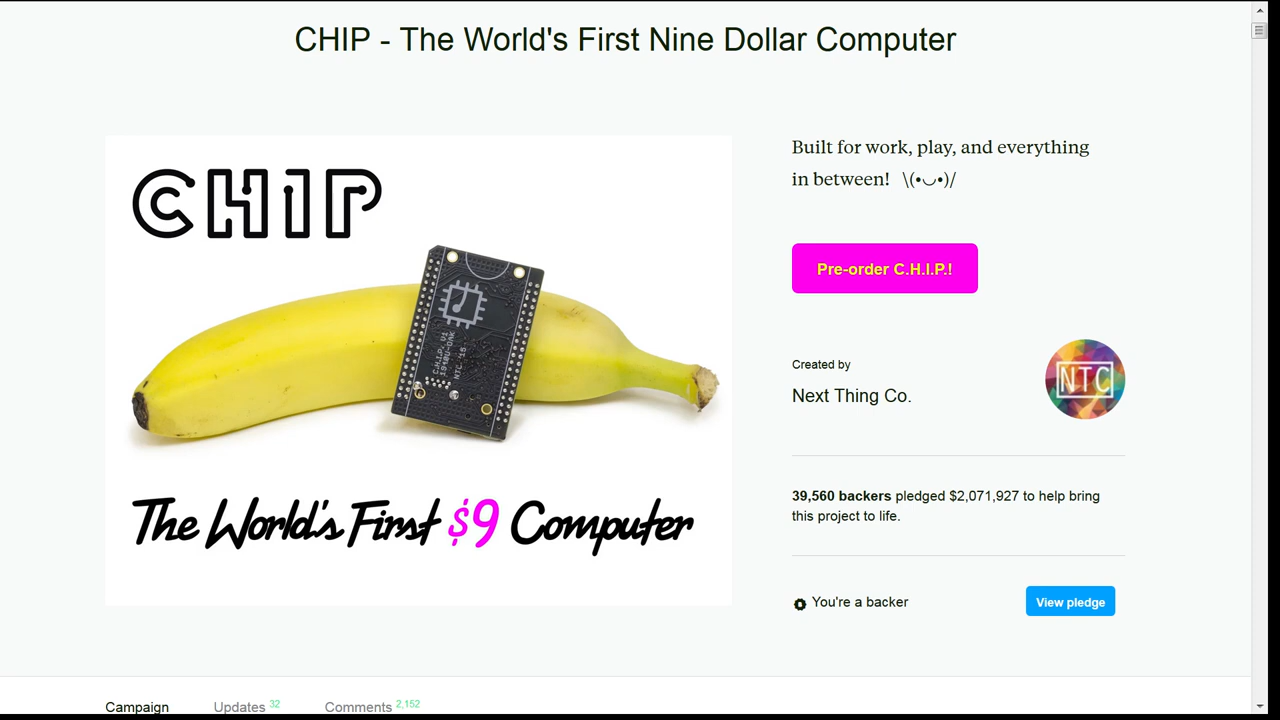 CHIP - The World's First Nine Dollar Computer
CHIP
The World's First $9 Computer
Built for work, play, and everything
in between! \(•◡•)/
Pre-order C.H.I.P.!
Created by
Next Thing Co.
NTC
39,560 backers pledged $2,071,927 to help bring
this project to life.
You're a backer
View pledge
Campaign
Updates 32
Comments 2,152